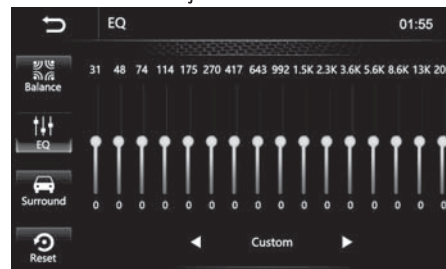 EQ 01:55
31 48 74 114 175 270 417 643 992 1.5K 2.3K 3.6K 5.6K 8.6K 13K 20
Balance
EQ
Surround
0 0 0 0 0 0 0 0 0 0 0 0 0 0 0 0
Reset
Custom